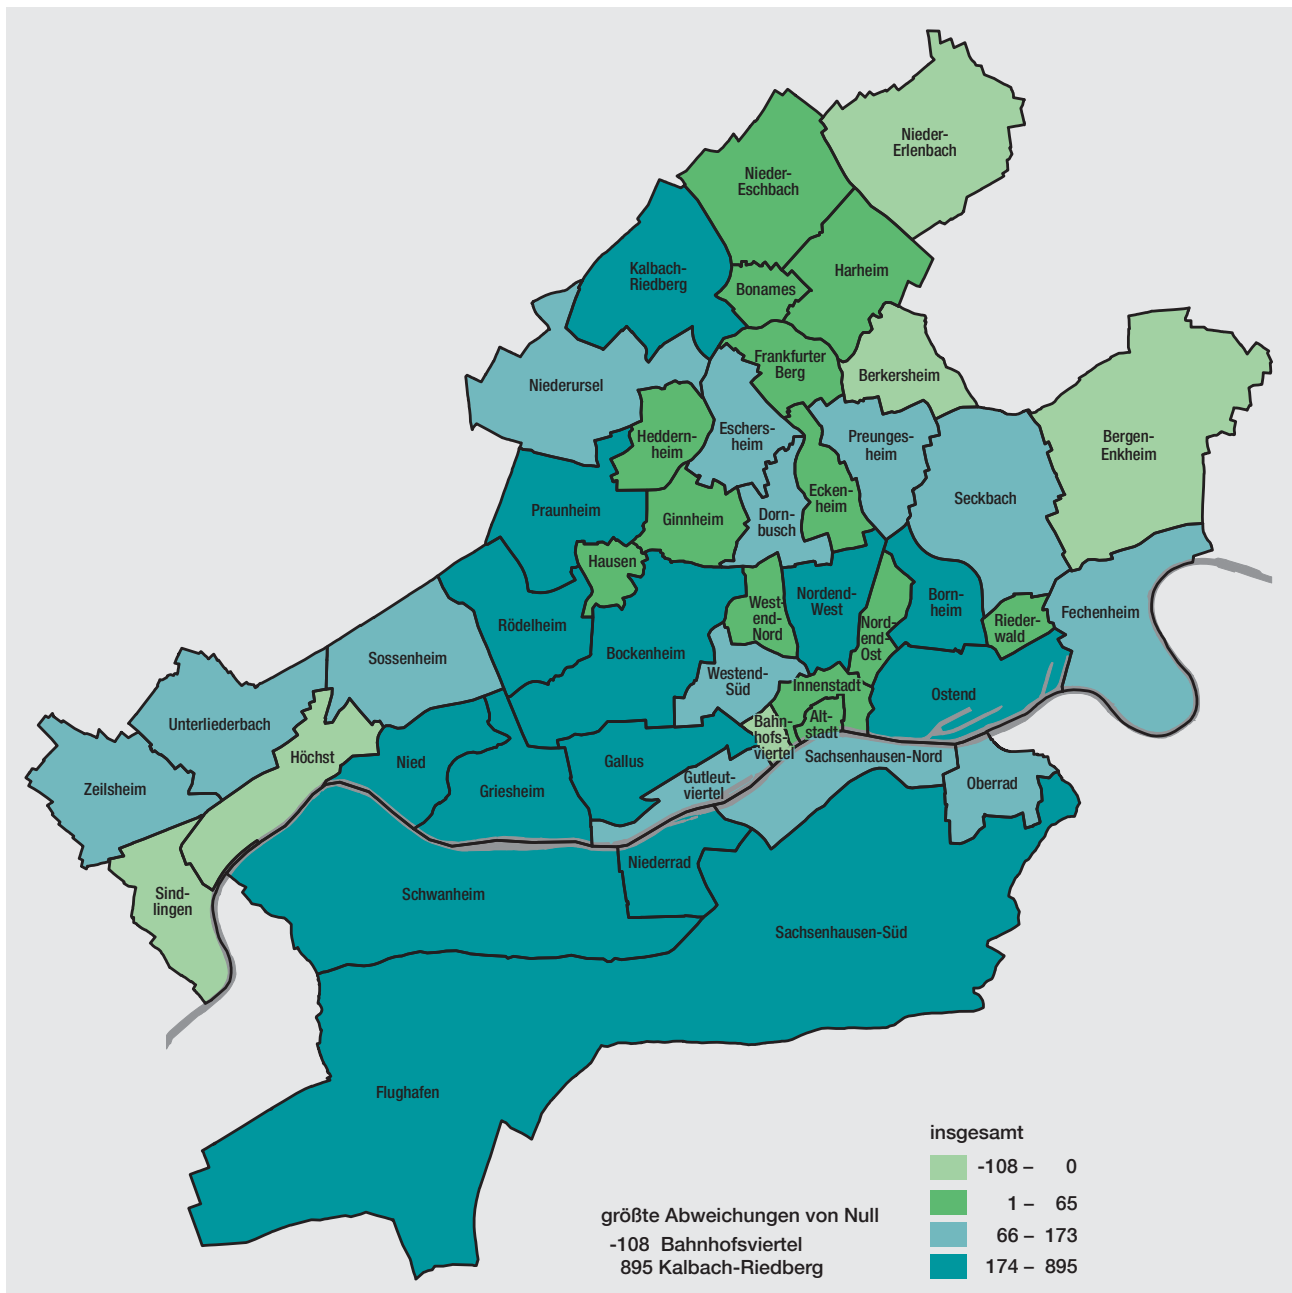 Nieder-
Erlenbach
Nieder-
Eschbach
Harheim
Kalbach-
Riedberg
Bonames
Frankfurter
Berg
Berkersheim
Niederursel
Heddern-
heim
Eschers-
heim
Preunges-
heim
Bergen-
Enkheim
Seckbach
Praunheim
Ginnheim
Dorn-
busch
Ecken-
heim
Hausen
Rödelheim
West-
end-
Nord
Nordend-
West
Nord-
end-
Ost
Born-
heim
Rieder-
wald
Fechenheim
Sossenheim
Bockenheim
Westend-
Süd
Innenstadt
Ostend
Unterliederbach
Bahn-
hofs-
viertel
Alt-
stadt
Höchst
Nied
Gallus
Sachsenhausen-Nord
Zeilsheim
Griesheim
Gutleut-
viertel
Oberrad
Niederrad
Sind-
lingen
Schwanheim
Sachsenhausen-Süd
Flughafen
insgesamt
-108 – 0
1 – 65
66 – 173
174 – 895
größte Abweichungen von Null
-108 Bahnhofsviertel
895 Kalbach-Riedberg